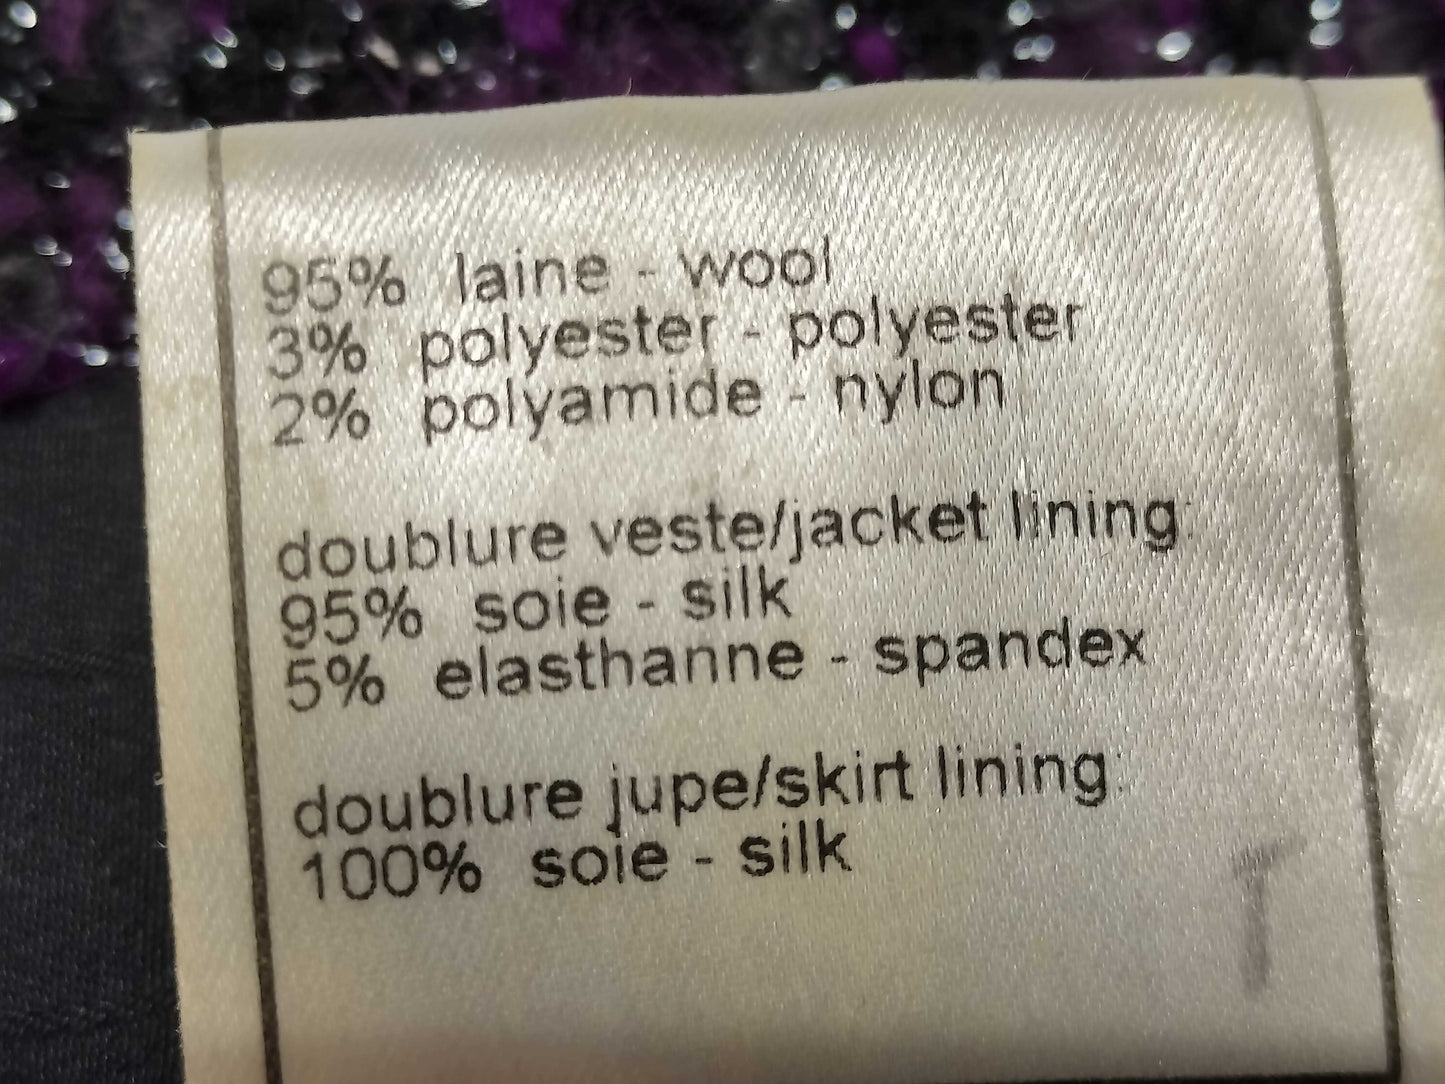 95% laine - wool
3% polyester - polyester
2% polyamide - nylon
doublure veste/jacket lining:
95% soie - silk
5% elasthanne - spandex
doublure jupe/skirt lining:
100% soie - silk
T